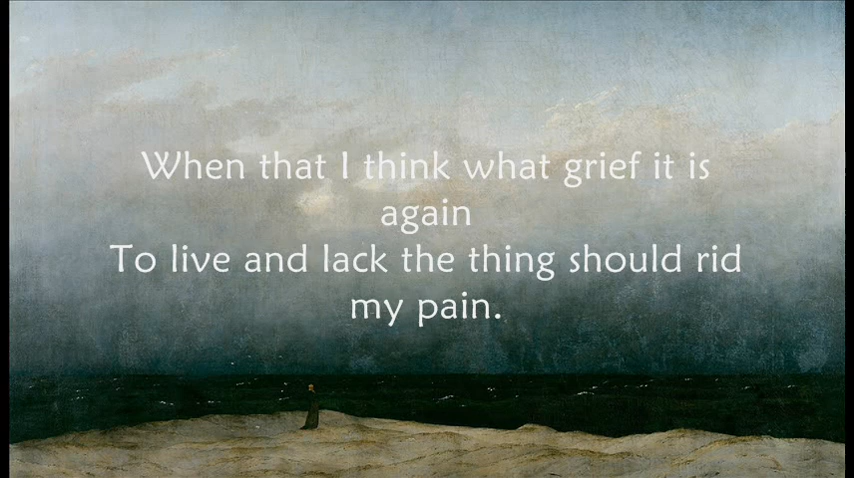 When that I think what grief it is
again
To live and lack the thing should rid
my pain.